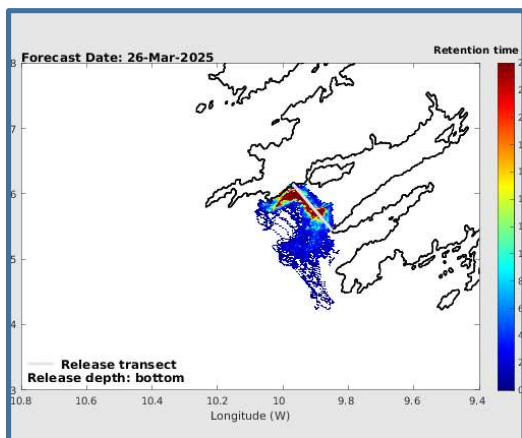 Retention time
Forecast Date: 26-Mar-2025
8
7
6
5
4
3
Release transect
Release depth: bottom
10.8
10.6
10.4
10.2
10
9.8
9.6
9.4
Longitude (W)